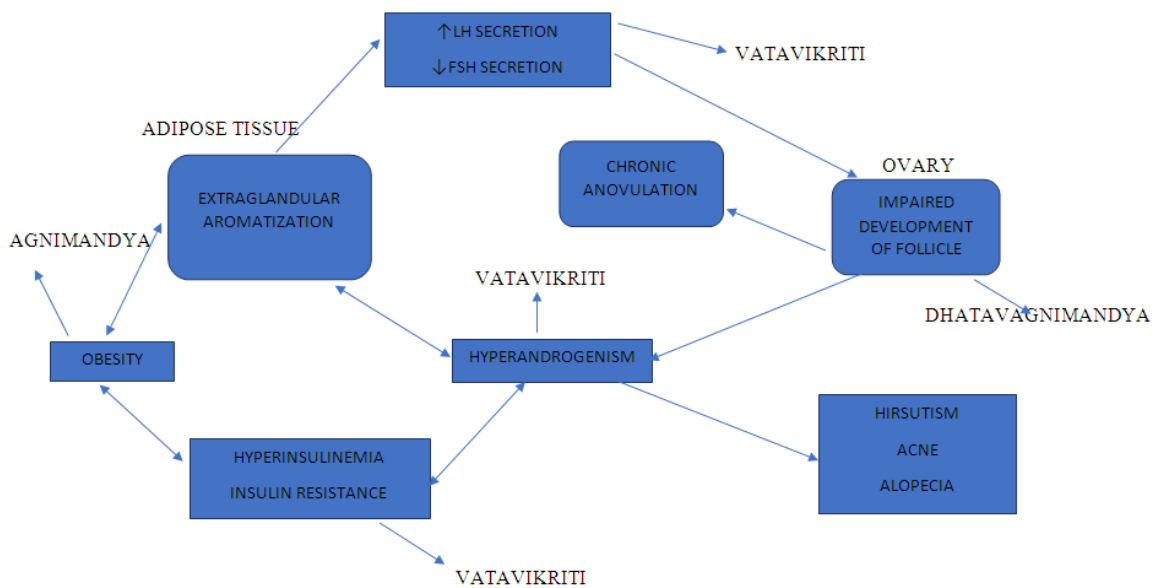 ↑LH SECRETION
↓FSH SECRETION
VATAVIKRITI
ADIPOSE TISSUE
EXTRAGLANDULAR
AROMATIZATION
CHRONIC
ANOVULATION
OVARY
IMPAIRED
DEVELOPMENT
OF FOLLICLE
AGNIMANDYA
VATAVIKRITI
DHATAVAGNIMANDYA
OBESITY
HYPERANDROGENISM
HYPERINSULINEMIA
INSULIN RESISTANCE
HIRSUTISM
ACNE
ALOPECIA
VATAVIKRITI